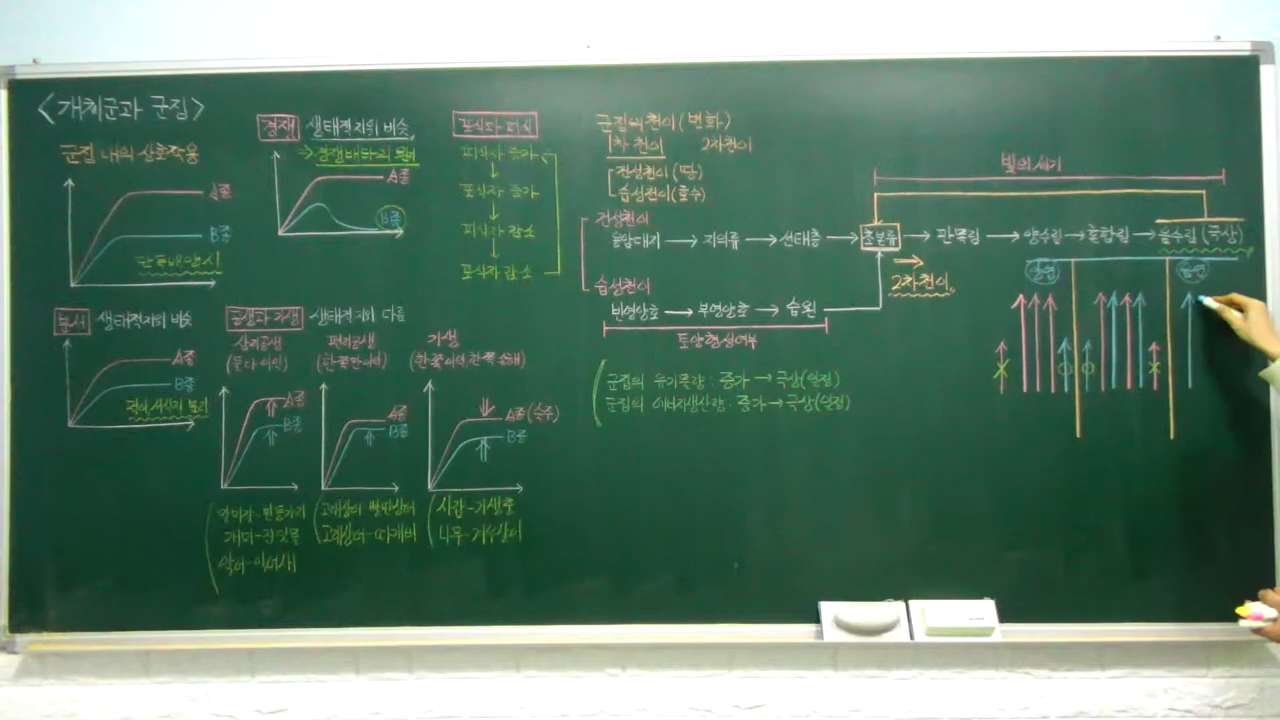 <개체군과 군집>
군집 내의 상호작용
A종
B종
단독배양시
경쟁 생태적지위 비슷
→ 경쟁배타의 원리
A종
B종
포식과 피식
피식자 증가
포식자 증가
피식자 감소
포식자 감소
분서 생태적지위 비슷
A종
B종
먹이, 서식지 분리
공생과 기생 생태적지위 다름
상리공생
(둘다이익)
A종
B종
편리공생
(한쪽만이익)
A종
B종
기생
(한쪽이익, 한쪽손해)
A종(숙주)
B종
개미-진딧물
악어-악어새
고래상어-따개비
사람-기생충
나무-겨우살이
군집의 천이 (변화)
1차 천이 2차천이
건성천이(땅)
습성천이(호수)
건성천이
용암대지 → 지의류 → 선태층 → 초본류 → 관목림 → 양수림 → 혼합림 → 음수림 (극상)
빛의 세기
2차천이
습성천이
빈영양호 → 부영양호 → 습원
토양형성여부
군집의 유기물량 : 증가 → 극상(일정)
군집의 에너지생산량 : 증가 → 극상(일정)